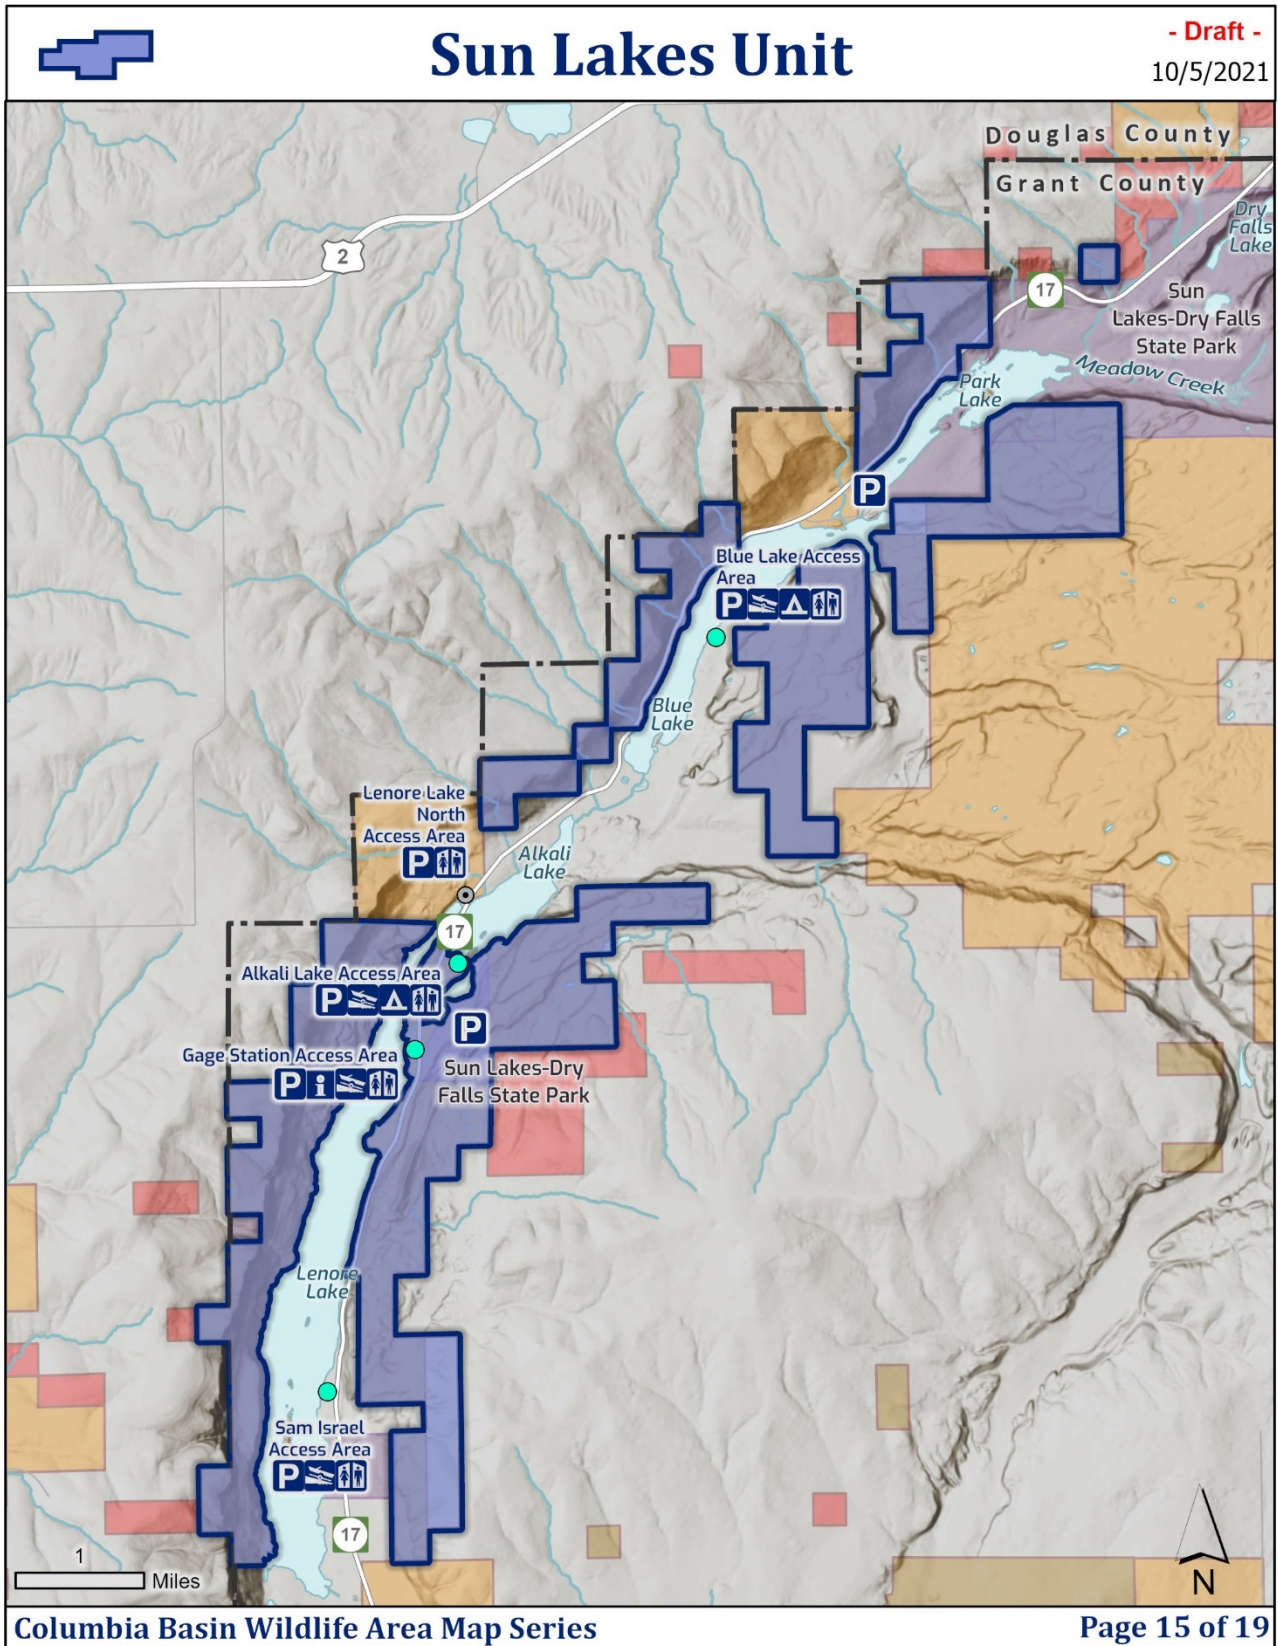 Sun Lakes Unit
- Draft -
10/5/2021
Douglas County
Grant County
2
Dry
Falls
Lake
17
Sun
Lakes-Dry Falls
State Park
Park
Lake
Meadow Creek
P
Blue Lake Access
Area
P
Blue
Lake
Lenore Lake
North
Access Area
P
Alkali
Lake
17
Alkali Lake Access Area
P
P
Gage Station Access Area
P i
Sun Lakes-Dry
Falls State Park
Lenore
Lake
Sam Israel
Access Area
P
17
1
Miles
N
Columbia Basin Wildlife Area Map Series
Page 15 of 19